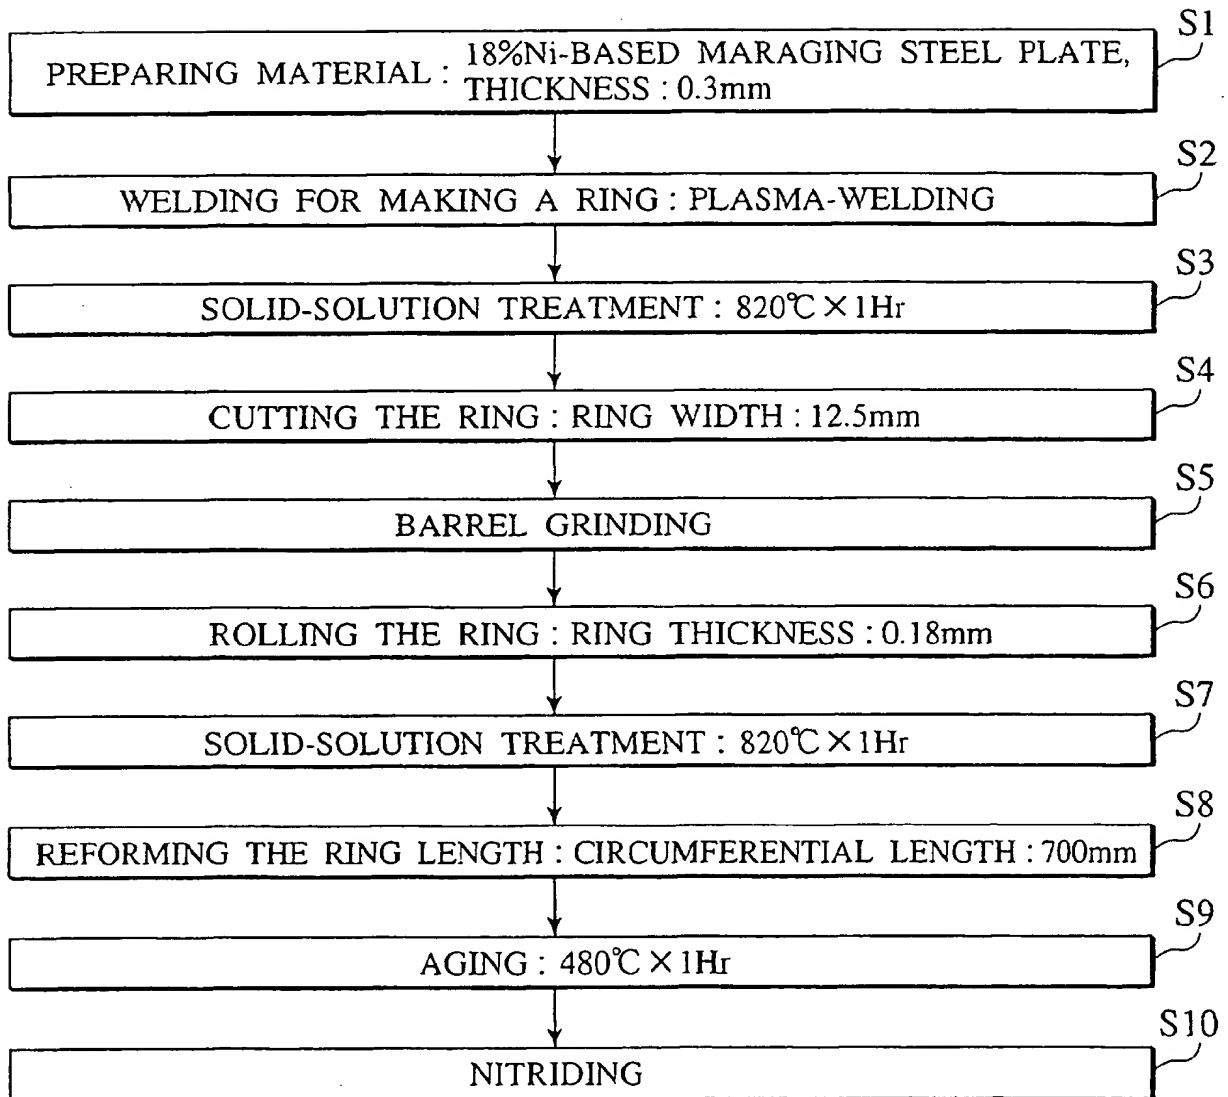 S1
PREPARING MATERIAL : 18%Ni-BASED MARAGING STEEL PLATE,
THICKNESS : 0.3mm
S2
WELDING FOR MAKING A RING : PLASMA-WELDING
S3
SOLID-SOLUTION TREATMENT : 820℃ × 1Hr
S4
CUTTING THE RING : RING WIDTH : 12.5mm
S5
BARREL GRINDING
S6
ROLLING THE RING : RING THICKNESS : 0.18mm
S7
SOLID-SOLUTION TREATMENT : 820℃ × 1Hr
S8
REFORMING THE RING LENGTH : CIRCUMFERENTIAL LENGTH : 700mm
S9
AGING : 480℃ × 1Hr
S10
NITRIDING